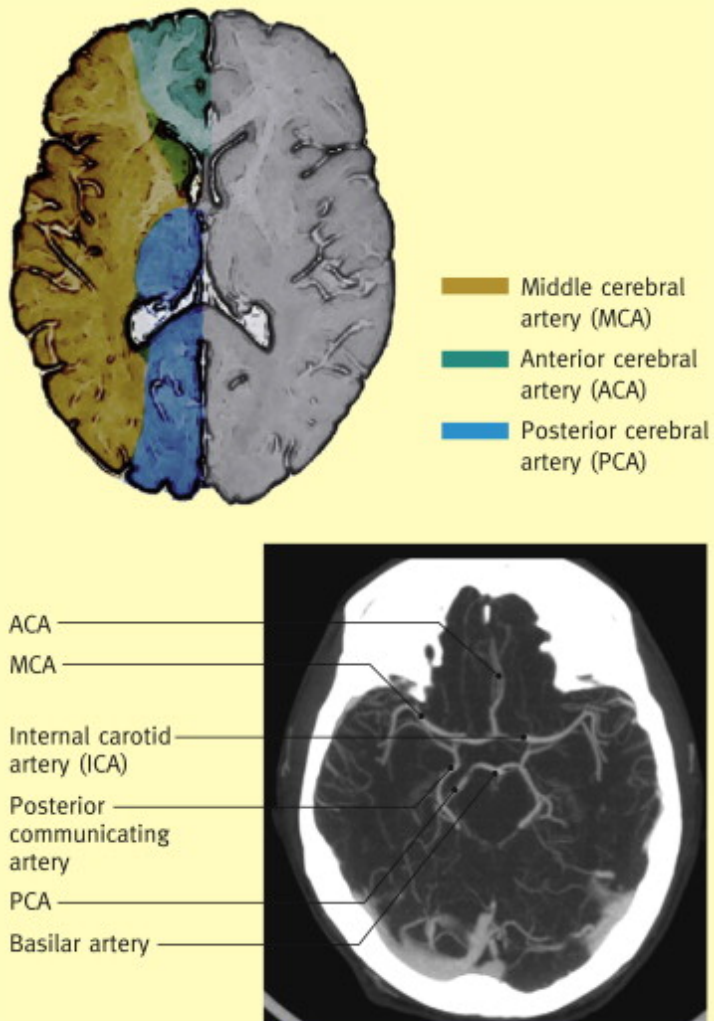 Middle cerebral
artery (MCA)
Anterior cerebral
artery (ACA)
Posterior cerebral
artery (PCA)
ACA
MCA
Internal carotid
artery (ICA)
Posterior
communicating
artery
PCA
Basilar artery